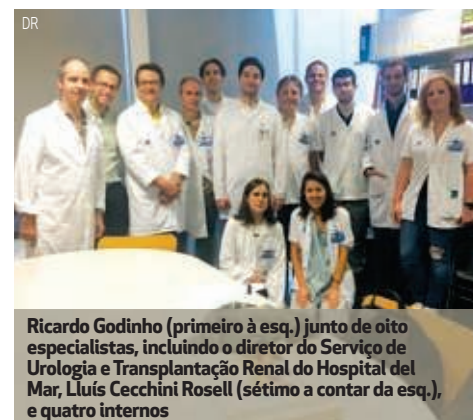 DR
Ricardo Godinho (primeiro à esq.) junto de oito
especialistas, incluindo o diretor do Serviço de
Urologia e Transplantação Renal do Hospital del
Mar, Lluís Cecchini Rosell (sétimo a contar da esq.),
e quatro internos